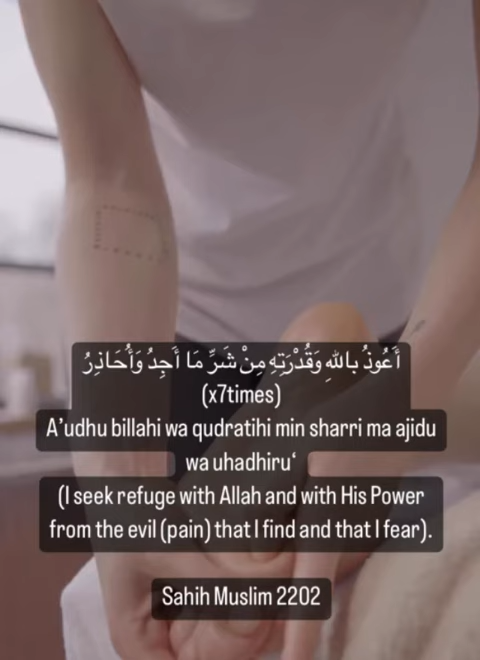 أَعُوذُ بِاللهِ وَقُدْرَتِهِ مِنْ شَرِّ مَا أَجِدُ وَأُحَاذِرُ
(x7times)
A’udhu billahi wa qudratihi min sharri ma ajidu
wa uhadhiru‘
(I seek refuge with Allah and with His Power
from the evil (pain) that I find and that I fear).
Sahih Muslim 2202